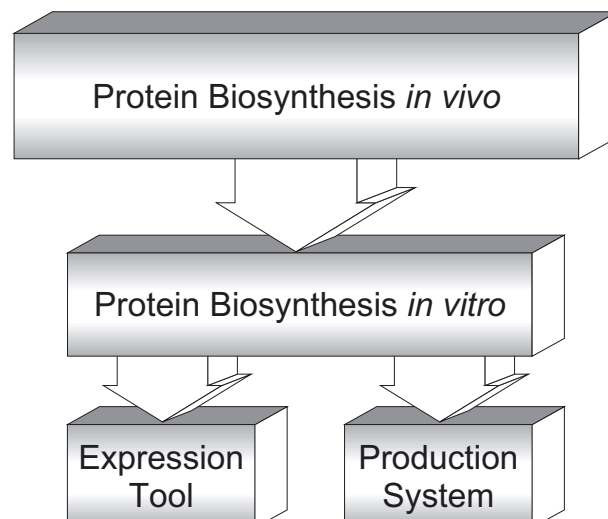 Protein Biosynthesis in vivo
Protein Biosynthesis in vitro
Expression
Tool
Production
System